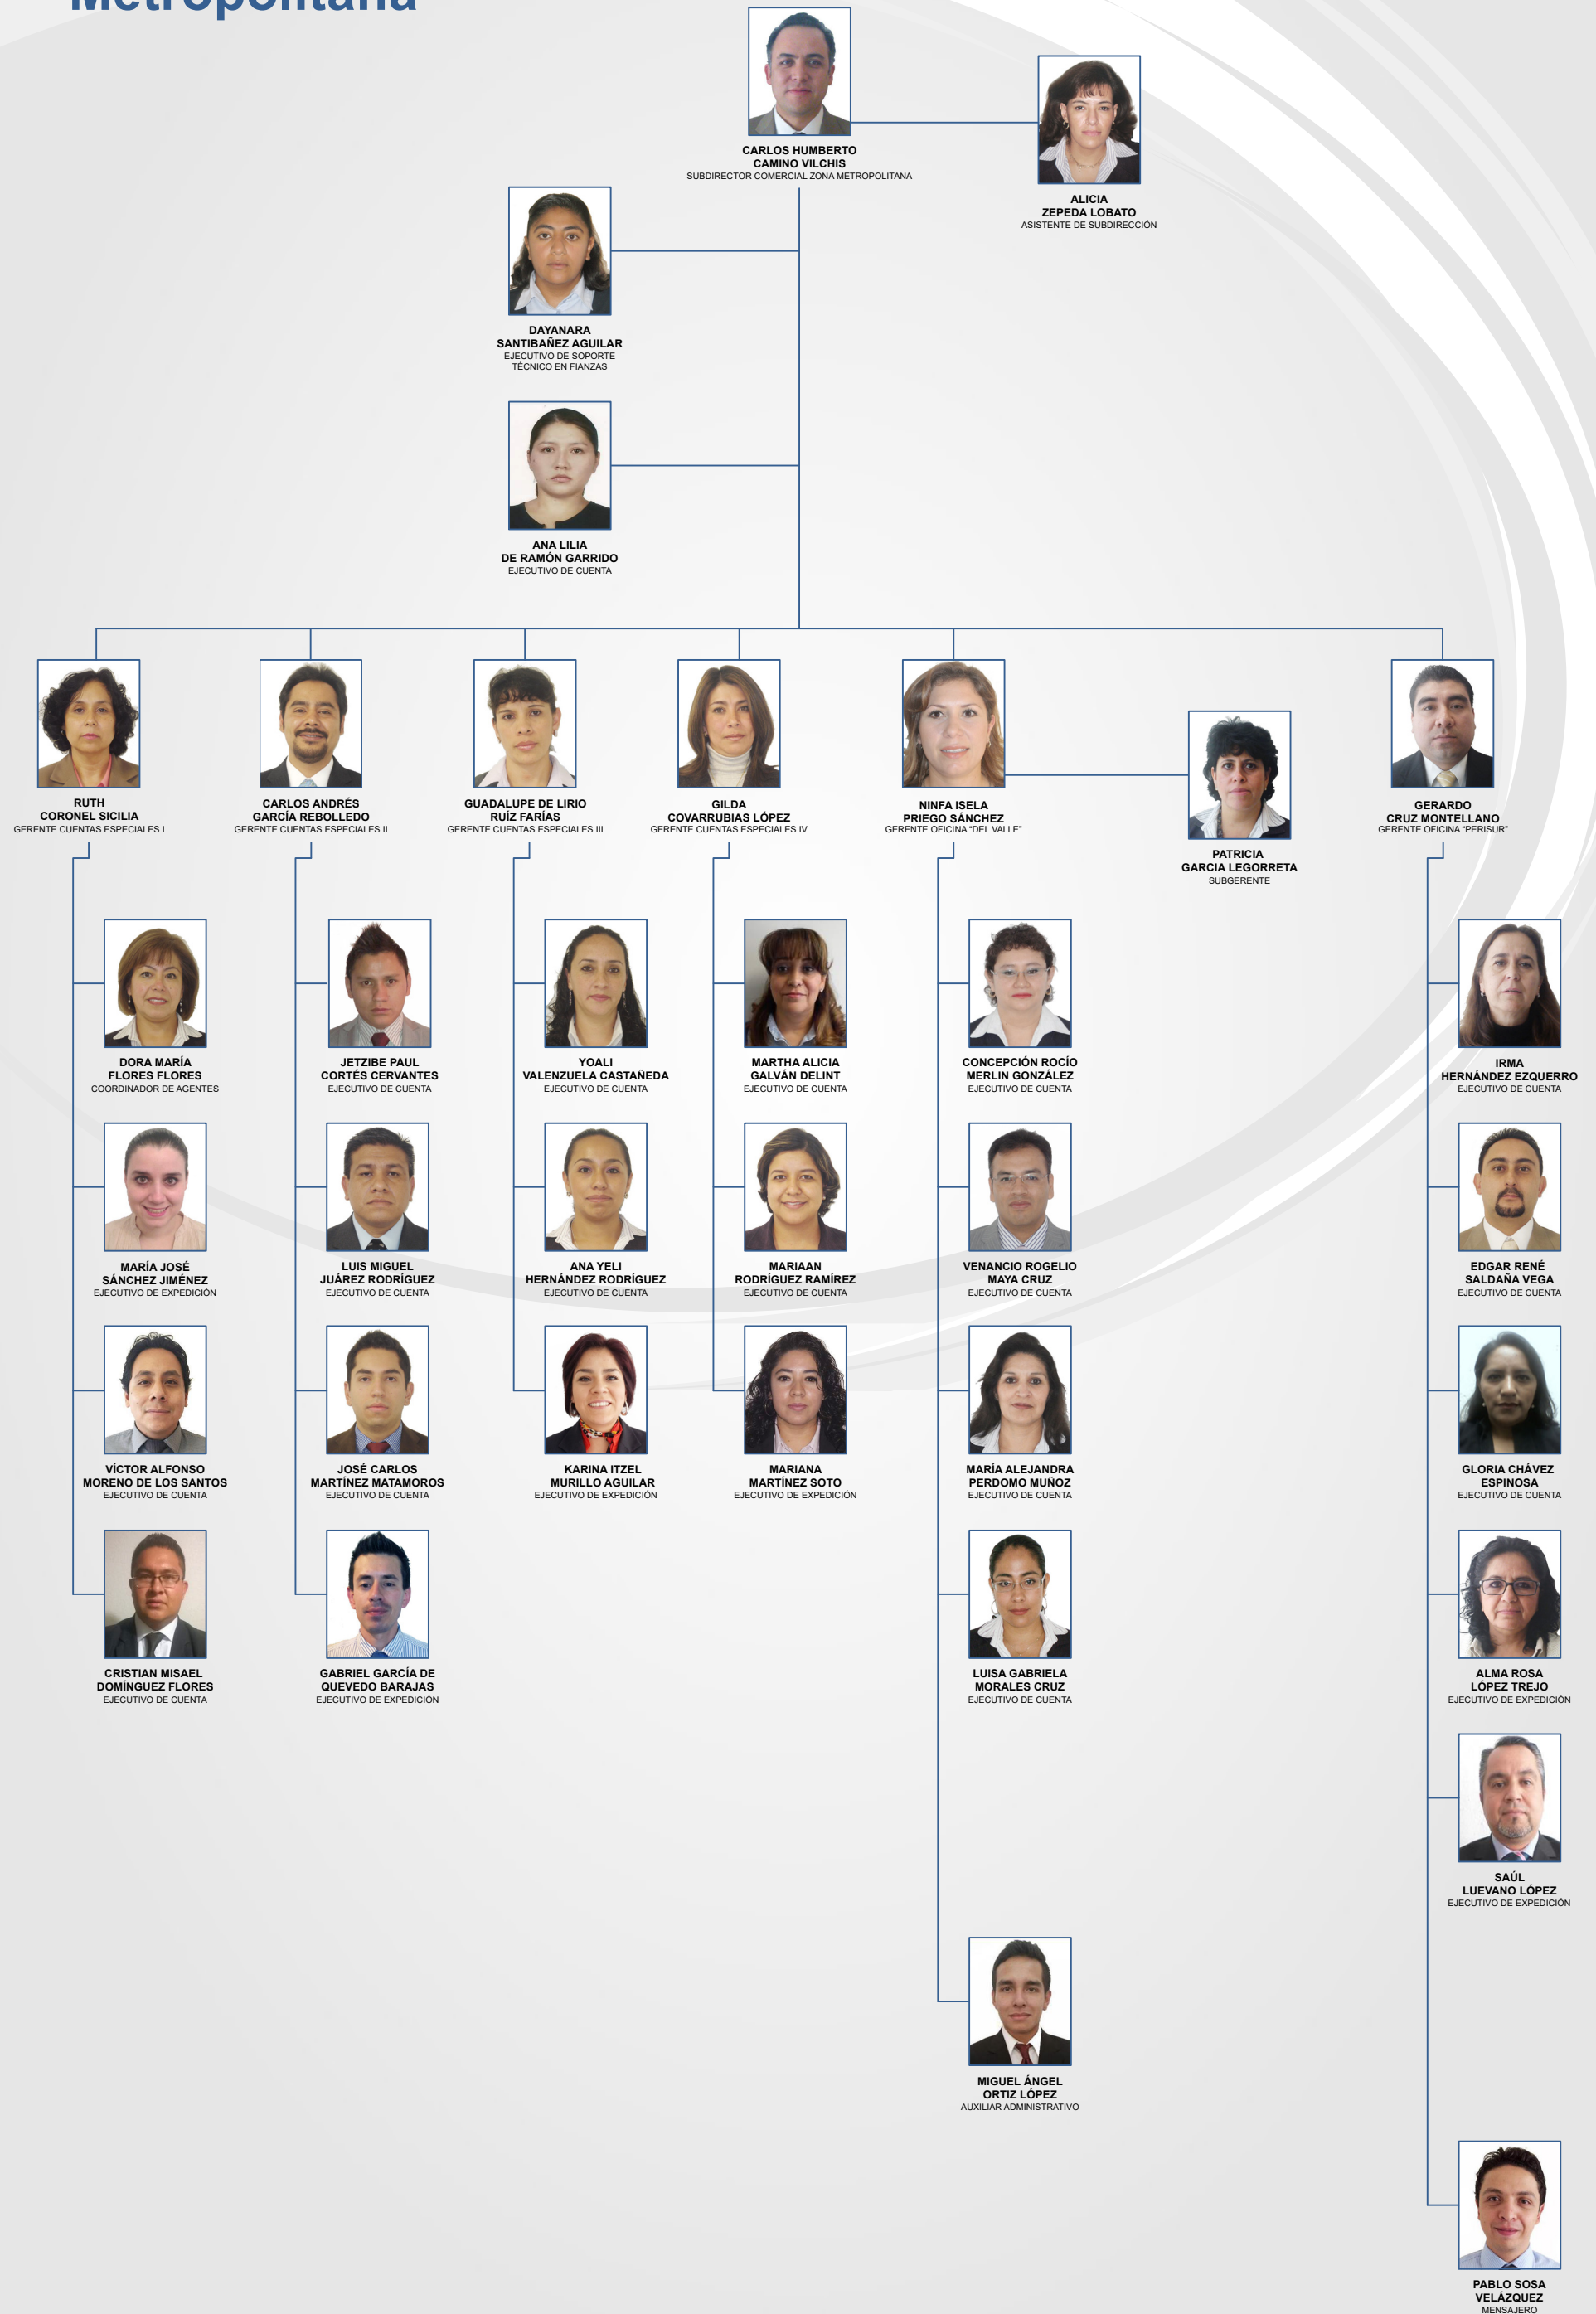 Metropolitana
CARLOS HUMBERTO
CAMINO VILCHIS
SUBDIRECTOR COMERCIAL ZONA METROPOLITANA
ALICIA
ZEPEDA LOBATO
ASISTENTE DE SUBDIRECCIÓN
DAYANARA
SANTIBAÑEZ AGUILAR
EJECUTIVO DE SOPORTE
TÉCNICO EN FIANZAS
ANA LILIA
DE RAMÓN GARRIDO
EJECUTIVO DE CUENTA
RUTH
CORONEL SICILIA
GERENTE CUENTAS ESPECIALES I
CARLOS ANDRÉS
GARCÍA REBOLLEDO
GERENTE CUENTAS ESPECIALES II
GUADALUPE DE LIRIO
RUÍZ FARÍAS
GERENTE CUENTAS ESPECIALES III
GILDA
COVARRUBIAS LÓPEZ
GERENTE CUENTAS ESPECIALES IV
NINFA ISELA
PRIEGO SÁNCHEZ
GERENTE OFICINA “DEL VALLE”
PATRICIA
GARCIA LEGORRETA
SUBGERENTE
GERARDO
CRUZ MONTELLANO
GERENTE OFICINA “PERISUR”
DORA MARÍA
FLORES FLORES
COORDINADOR DE AGENTES
JETZIBE PAUL
CORTÉS CERVANTES
EJECUTIVO DE CUENTA
YOALI
VALENZUELA CASTAÑEDA
EJECUTIVO DE CUENTA
MARTHA ALICIA
GALVÁN DELINT
EJECUTIVO DE CUENTA
CONCEPCIÓN ROCÍO
MERLIN GONZÁLEZ
EJECUTIVO DE CUENTA
IRMA
HERNÁNDEZ EZQUERRO
EJECUTIVO DE CUENTA
MARÍA JOSÉ
SÁNCHEZ JIMÉNEZ
EJECUTIVO DE EXPEDICIÓN
LUIS MIGUEL
JUÁREZ RODRÍGUEZ
EJECUTIVO DE CUENTA
ANA YELI
HERNÁNDEZ RODRÍGUEZ
EJECUTIVO DE CUENTA
MARIAAN
RODRÍGUEZ RAMÍREZ
EJECUTIVO DE CUENTA
VENANCIO ROGELIO
MAYA CRUZ
EJECUTIVO DE CUENTA
EDGAR RENÉ
SALDAÑA VEGA
EJECUTIVO DE CUENTA
VÍCTOR ALFONSO
MORENO DE LOS SANTOS
EJECUTIVO DE CUENTA
JOSÉ CARLOS
MARTÍNEZ MATAMOROS
EJECUTIVO DE CUENTA
KARINA ITZEL
MURILLO AGUILAR
EJECUTIVO DE EXPEDICIÓN
MARIANA
MARTÍNEZ SOTO
EJECUTIVO DE EXPEDICIÓN
MARÍA ALEJANDRA
PERDOMO MUÑOZ
EJECUTIVO DE CUENTA
GLORIA CHÁVEZ
ESPINOSA
EJECUTIVO DE CUENTA
CRISTIAN MISAEL
DOMÍNGUEZ FLORES
EJECUTIVO DE CUENTA
GABRIEL GARCÍA DE
QUEVEDO BARAJAS
EJECUTIVO DE EXPEDICIÓN
LUISA GABRIELA
MORALES CRUZ
EJECUTIVO DE CUENTA
ALMA ROSA
LÓPEZ TREJO
EJECUTIVO DE EXPEDICIÓN
SAÚL
LUEVANO LÓPEZ
EJECUTIVO DE EXPEDICIÓN
MIGUEL ÁNGEL
ORTIZ LÓPEZ
AUXILIAR ADMINISTRATIVO
PABLO SOSA
VELÁZQUEZ
MENSAJERO